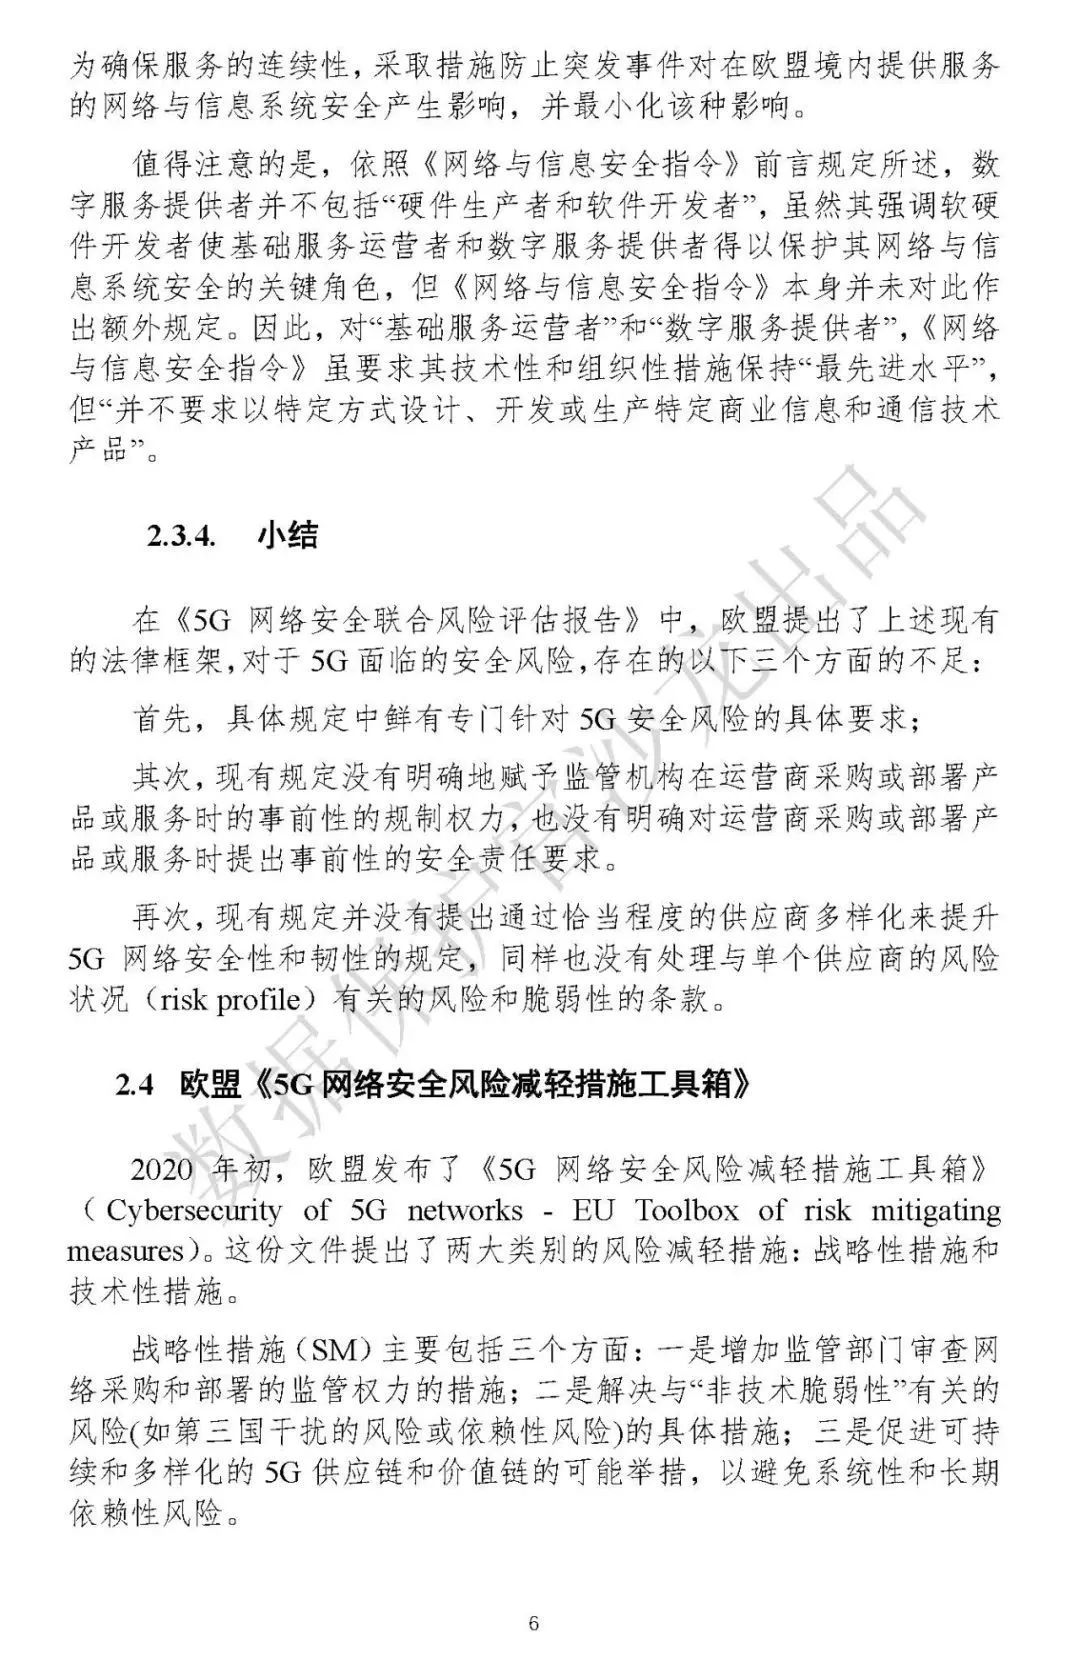 为确保服务的连续性，采取措施防止突发事件对在欧盟境内提供服务
的网络与信息系统安全产生影响，并最小化该种影响。
值得注意的是，依照《网络与信息安全指令》前言规定所述，数
字服务提供者并不包括“硬件生产者和软件开发者”，虽然其强调软硬
件开发者使基础服务运营者和数字服务提供者得以保护其网络与信
息系统安全的关键角色，但《网络与信息安全指令》本身并未对此作
出额外规定。因此，对“基础服务运营者”和“数字服务提供者”，《网络
与信息安全指令》虽要求其技术性和组织性措施保持“最先进水平”，
但“并不要求以特定方式设计、开发或生产特定商业信息和通信技术
产品”。
2.3.4. 小结
在《5G 网络安全联合风险评估报告》中，欧盟提出了上述现有
的法律框架，对于 5G 面临的安全风险，存在的以下三个方面的不足：
首先，具体规定中鲜有专门针对 5G 安全风险的具体要求；
其次，现有规定没有明确地赋予监管机构在运营商采购或部署产
品或服务时的事前性的规制权力，也没有明确对运营商采购或部署产
品或服务时提出事前性的安全责任要求。
再次，现有规定并没有提出通过恰当程度的供应商多样化来提升
5G 网络安全性和韧性的规定，同样也没有处理与单个供应商的风险
状况（risk profile）有关的风险和脆弱性的条款。
2.4 欧盟《5G 网络安全风险减轻措施工具箱》
2020 年初，欧盟发布了《5G 网络安全风险减轻措施工具箱》
（Cybersecurity of 5G networks - EU Toolbox of risk mitigating
measures）。这份文件提出了两大类别的风险减轻措施：战略性措施和
技术性措施。
战略性措施（SM）主要包括三个方面：一是增加监管部门审查网
络采购和部署的监管权力的措施；二是解决与“非技术脆弱性”有关的
风险(如第三国干扰的风险或依赖性风险)的具体措施；三是促进可持
续和多样化的 5G 供应链和价值链的可能举措，以避免系统性和长期
依赖性风险。
6
数据保护官沙龙出品